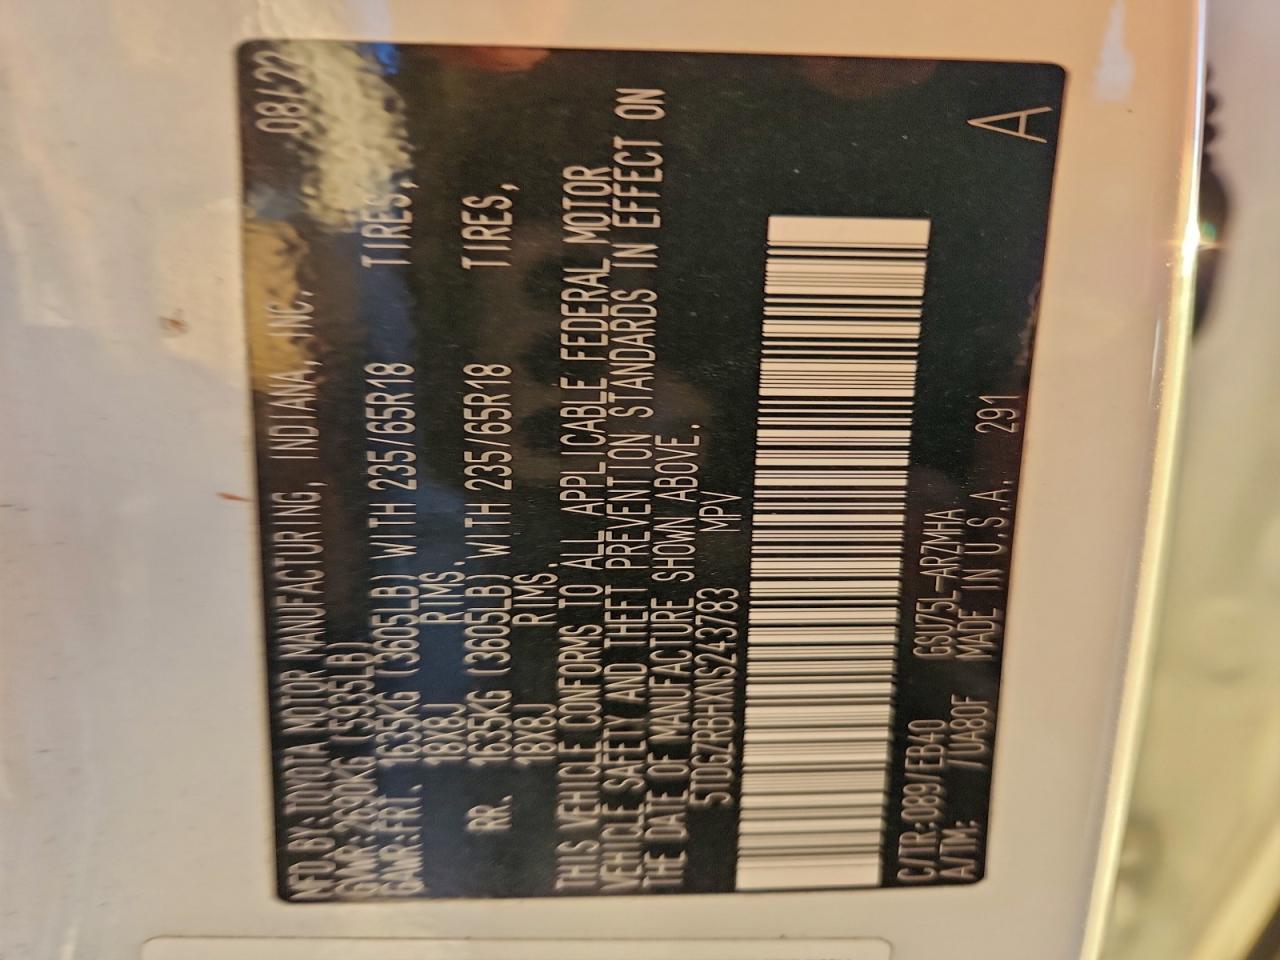 MFD BY: TOYOTA MOTOR MANUFACTURING, INDIANA, INC. 08/22
GVWR: 2690KG (5935LB)
GAWR: FRT. 1635KG (3605LB) WITH 235/65R18 TIRES,
18X8J RIMS.
RR. 1635KG (3605LB) WITH 235/65R18 TIRES,
18X8J RIMS.
THIS VEHICLE CONFORMS TO ALL APPLICABLE FEDERAL MOTOR
VEHICLE SAFETY AND THEFT PREVENTION STANDARDS IN EFFECT ON
THE DATE OF MANUFACTURE SHOWN ABOVE.
MPV
C/TR: 089/EB40 GSU75L-ARZMHA
A/TM: /UA80F MADE IN U.S.A. 291
A